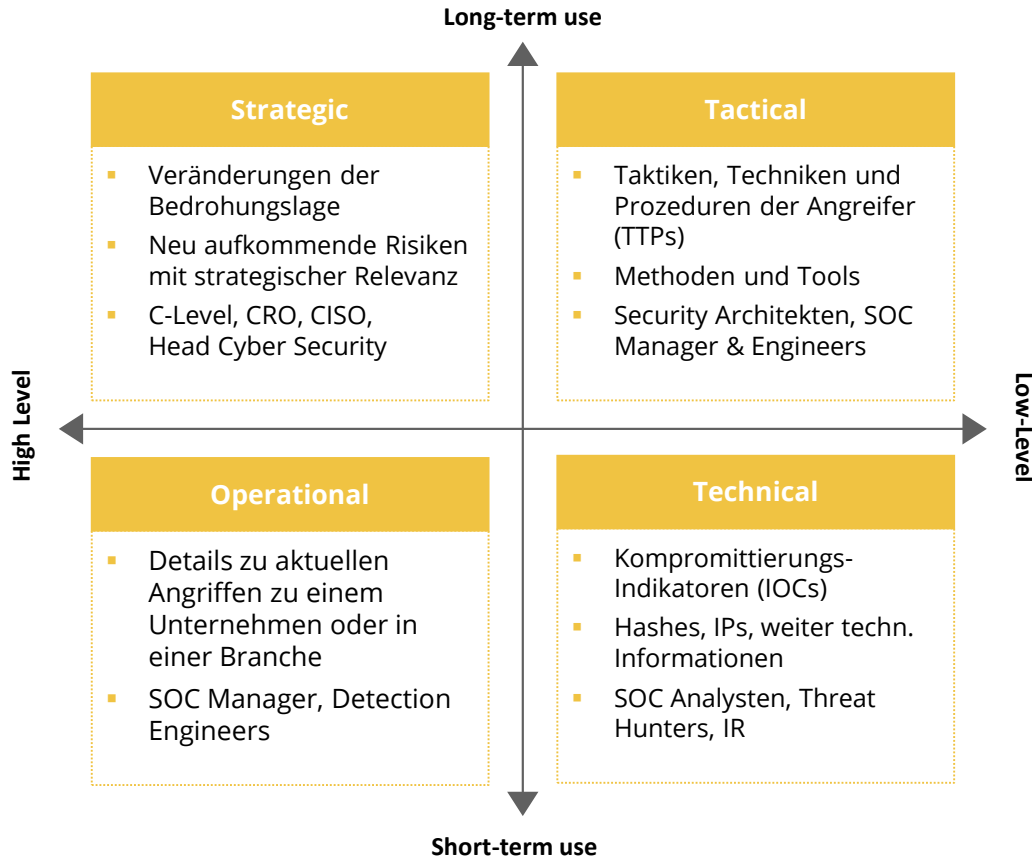 Long-term use
Strategic
Veränderungen der
Bedrohungslage
Neu aufkommende Risiken
mit strategischer Relevanz
C-Level, CRO, CISO,
Head Cyber Security
Tactical
Taktiken, Techniken und
Prozeduren der Angreifer
(TTPs)
Methoden und Tools
Security Architekten, SOC
Manager & Engineers
High Level
Low-Level
Operational
Details zu aktuellen
Angriffen zu einem
Unternehmen oder in
einer Branche
SOC Manager, Detection
Engineers
Technical
Kompromittierungs-
Indikatoren (IOCs)
Hashes, IPs, weiter techn.
Informationen
SOC Analysten, Threat
Hunters, IR
Short-term use